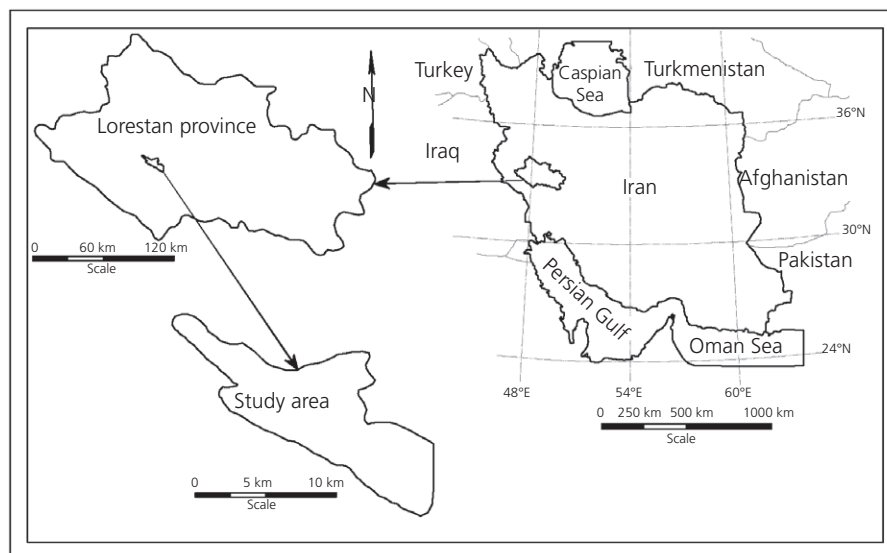 Lorestan province
0 60 km 120 km
Scale
N
Turkey
Caspian
Sea
Turkmenistan
36°N
Iraq
Iran
Afghanistan
30°N
Pakistan
Persian Gulf
Oman Sea
24°N
48°E 54°E 60°E
0 250 km 500 km 1000 km
Scale
Study area
0 5 km 10 km
Scale